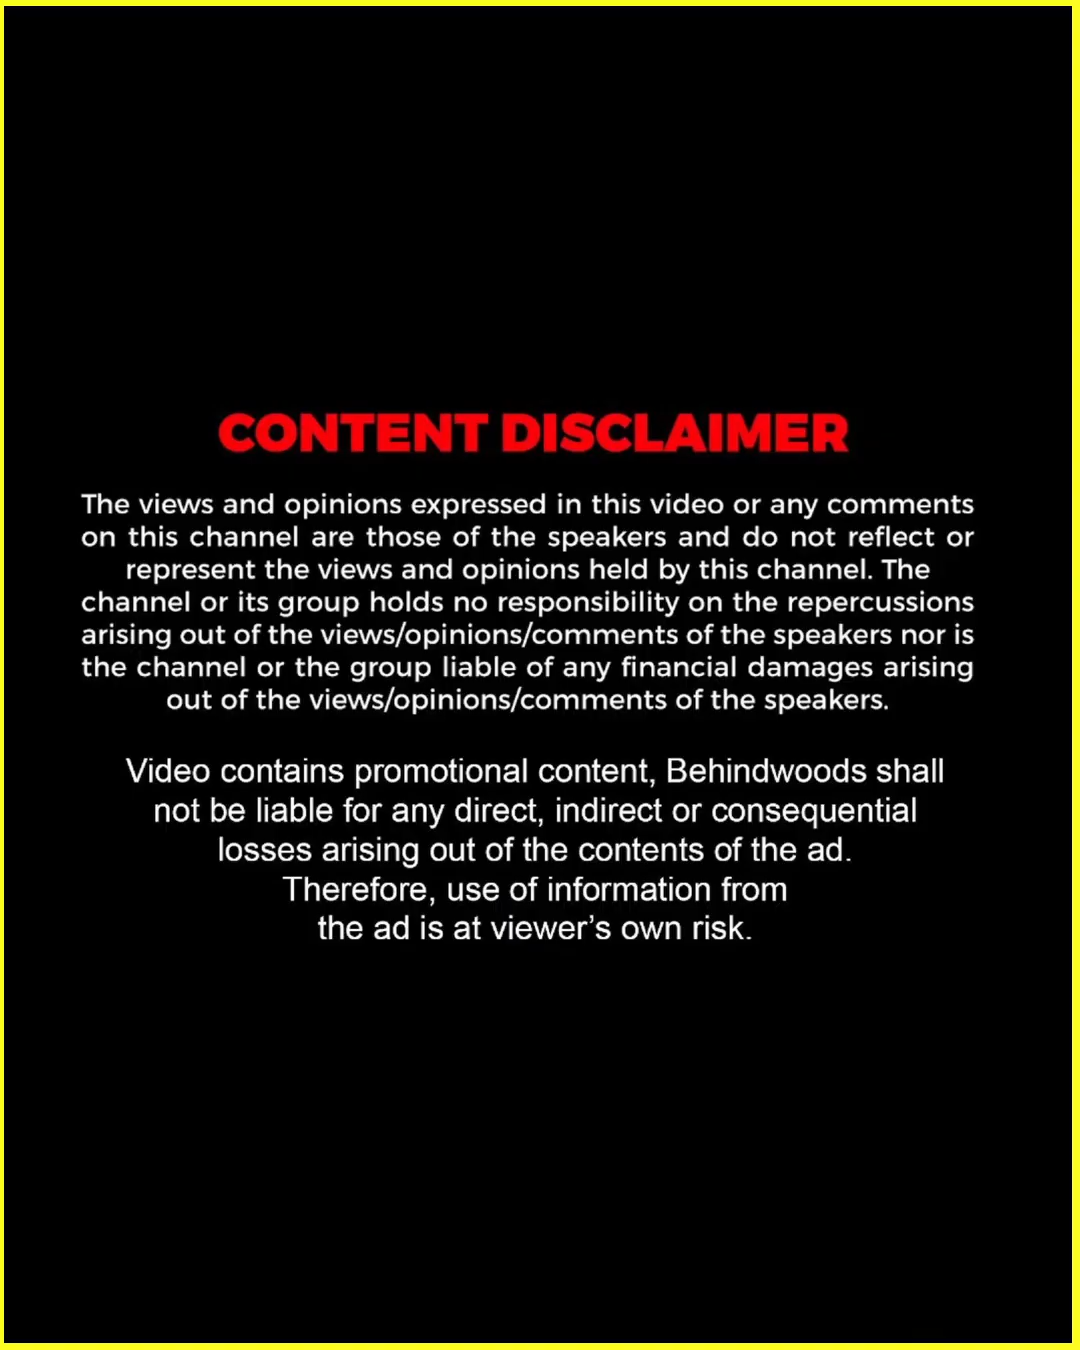 CONTENT DISCLAIMER
The views and opinions expressed in this video or any comments
on this channel are those of the speakers and do not reflect or
represent the views and opinions held by this channel. The
channel or its group holds no responsibility on the repercussions
arising out of the views/opinions/comments of the speakers nor is
the channel or the group liable of any financial damages arising
out of the views/opinions/comments of the speakers.
Video contains promotional content, Behindwoods shall
not be liable for any direct, indirect or consequential
losses arising out of the contents of the ad.
Therefore, use of information from
the ad is at viewer’s own risk.